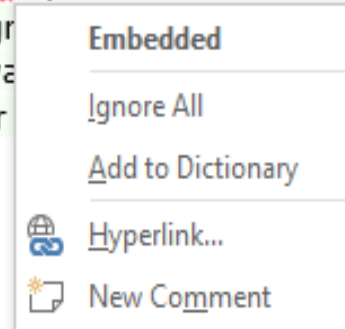 Embedded
Ignore All
Add to Dictionary
Hyperlink...
New Comment